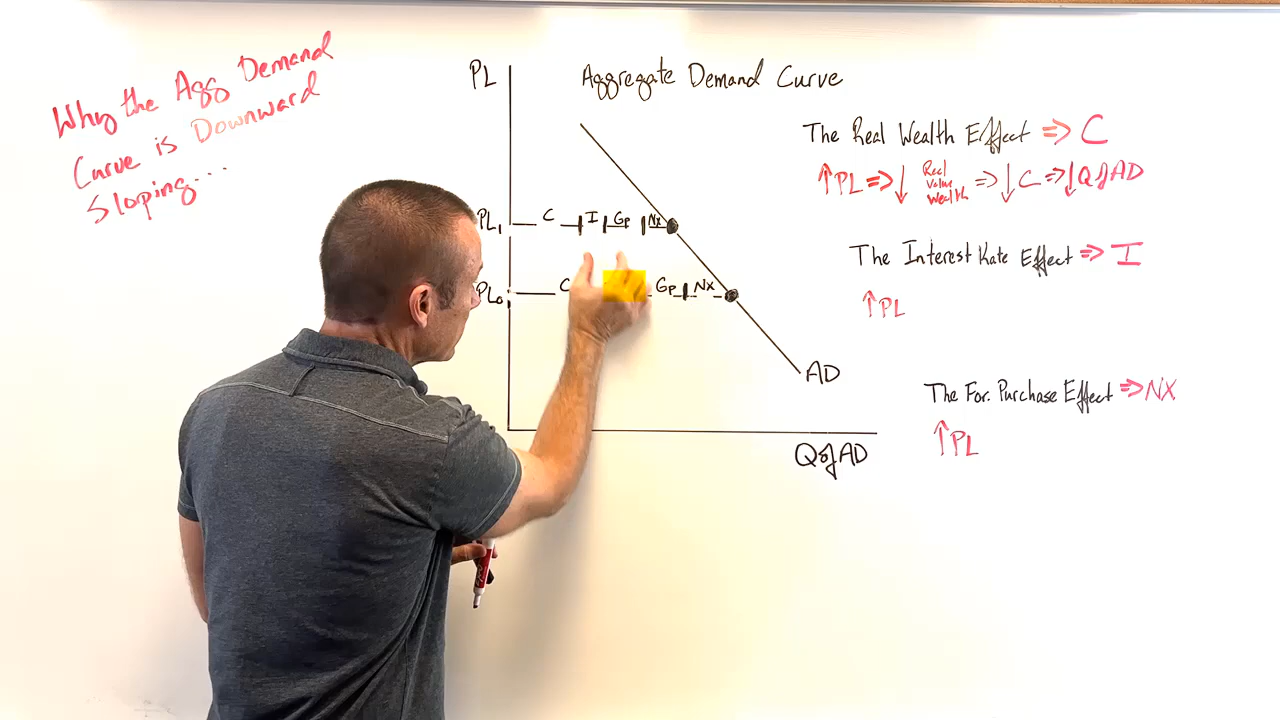 Why the Agg Demand
Curve is Downward
Sloping...
PL
Aggregate Demand Curve
PL₁ C I Gp Nx
PL₀ C Gp NX
AD
Q of AD
The Real Wealth Effect ⇒ C
↑PL ⇒ ↓ Real Value Wealth ⇒ ↓C ⇒ ↓Q of AD
The Interest Rate Effect ⇒ I
↑PL
The For. Purchase Effect ⇒ NX
↑PL